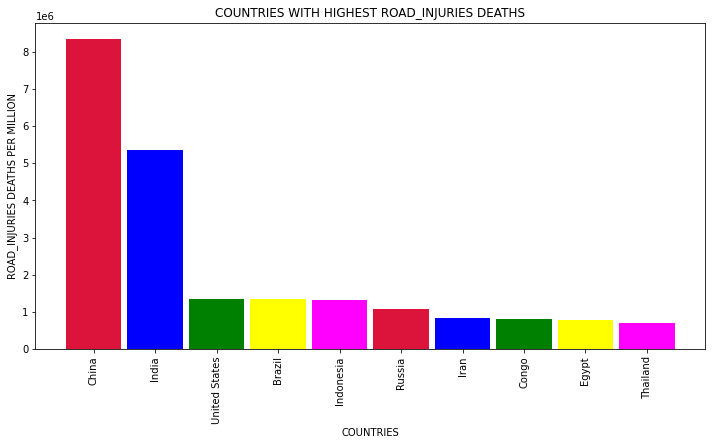 COUNTRIES WITH HIGHEST ROAD_INJURIES DEATHS
1e6
ROAD_INJURIES DEATHS PER MILLION
8
7
6
5
4
3
2
1
0
China
India
United States
Brazil
Indonesia
Russia
Iran
Congo
Egypt
Thailand
COUNTRIES